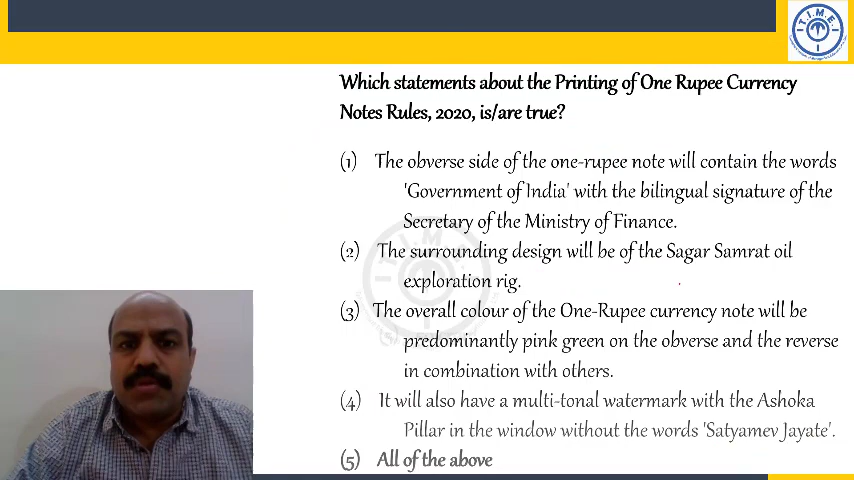 T.I.M.E.
Which statements about the Printing of One Rupee Currency
Notes Rules, 2020, is/are true?
(1) The obverse side of the one-rupee note will contain the words
'Government of India' with the bilingual signature of the
Secretary of the Ministry of Finance.
(2) The surrounding design will be of the Sagar Samrat oil
exploration rig.
(3) The overall colour of the One-Rupee currency note will be
predominantly pink green on the obverse and the reverse
in combination with others.
(4) It will also have a multi-tonal watermark with the Ashoka
Pillar in the window without the words 'Satyamev Jayate'.
(5) All of the above